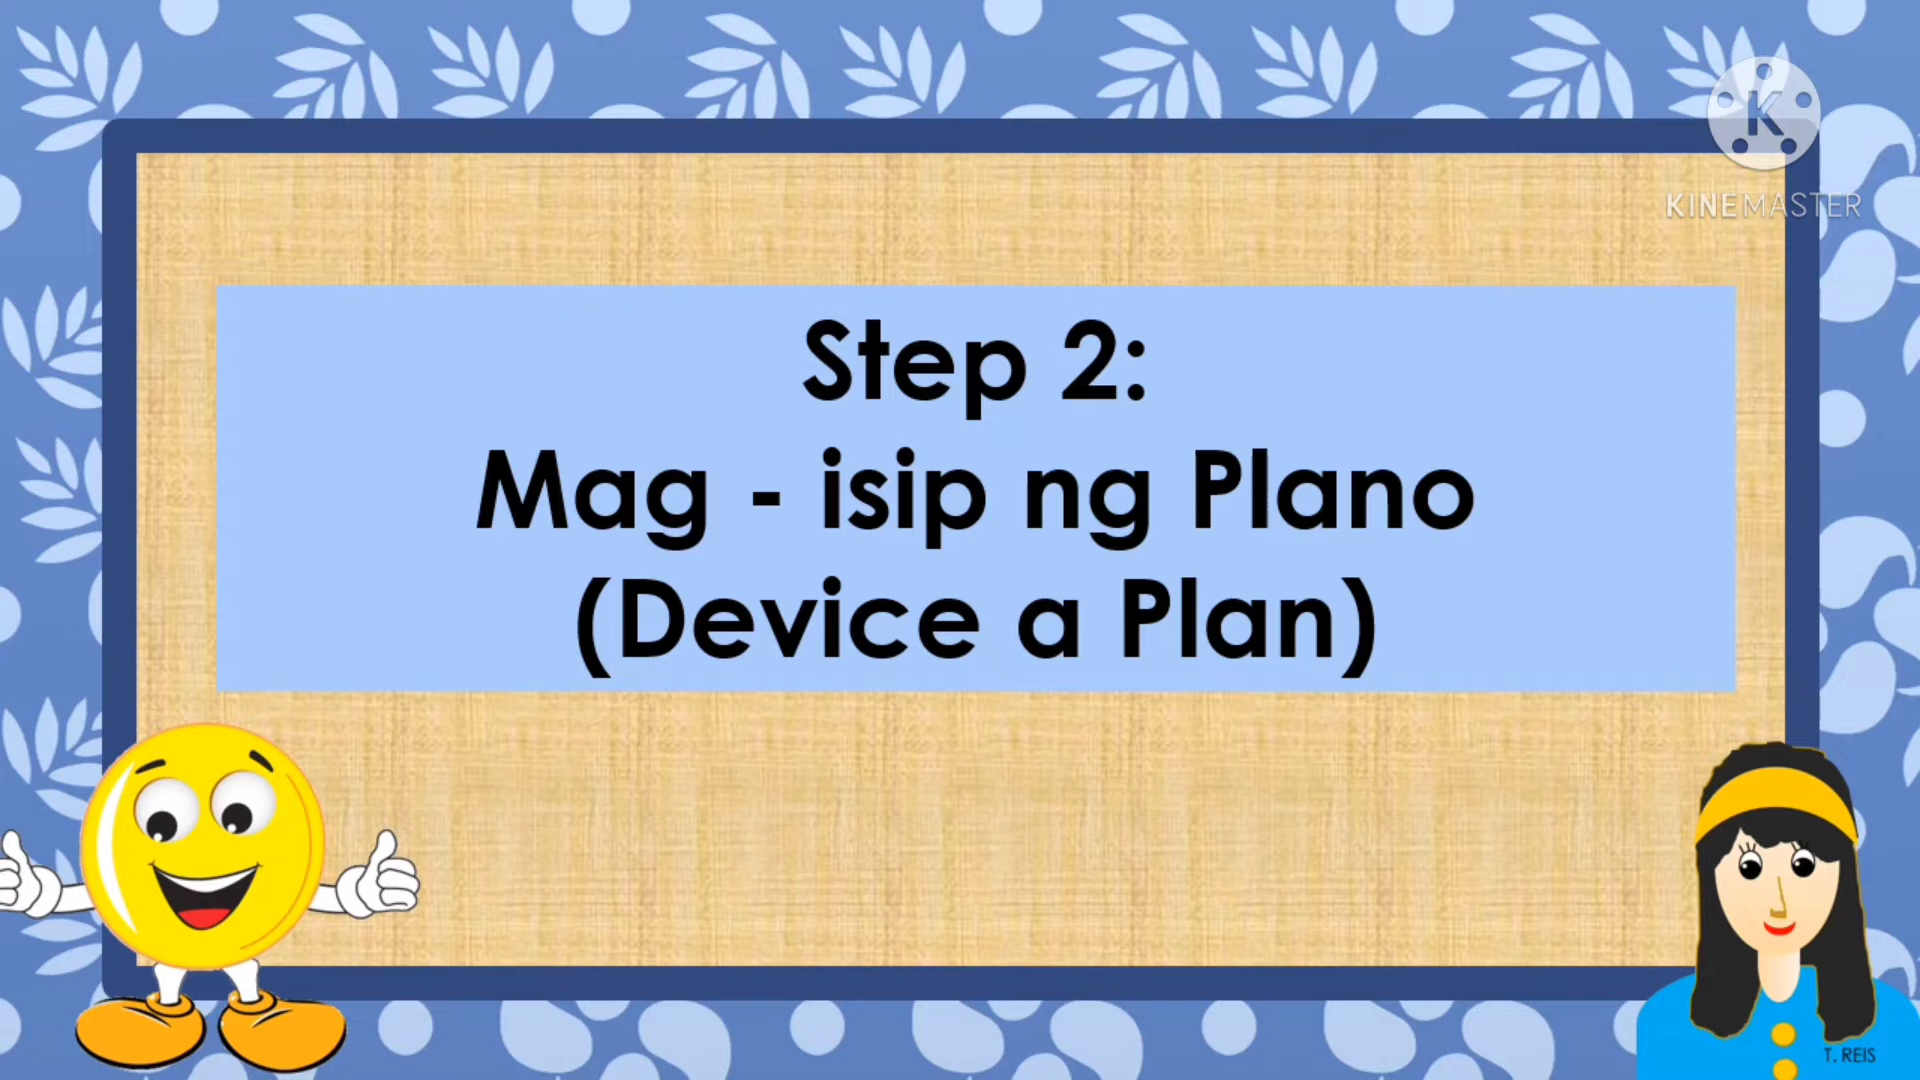 K
KINEMASTER
Step 2:
Mag - isip ng Plano
(Device a Plan)
T. REIS